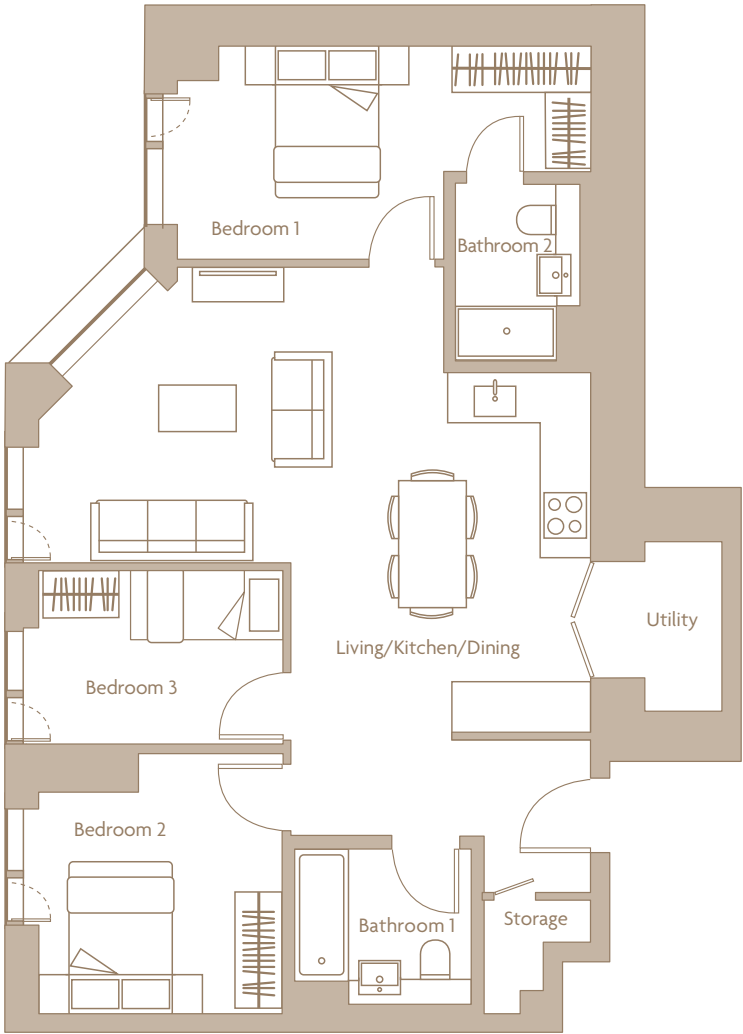 Bedroom 1
Bathroom 2
Utility
Living/Kitchen/Dining
Bedroom 3
Bedroom 2
Storage
Bathroom 1